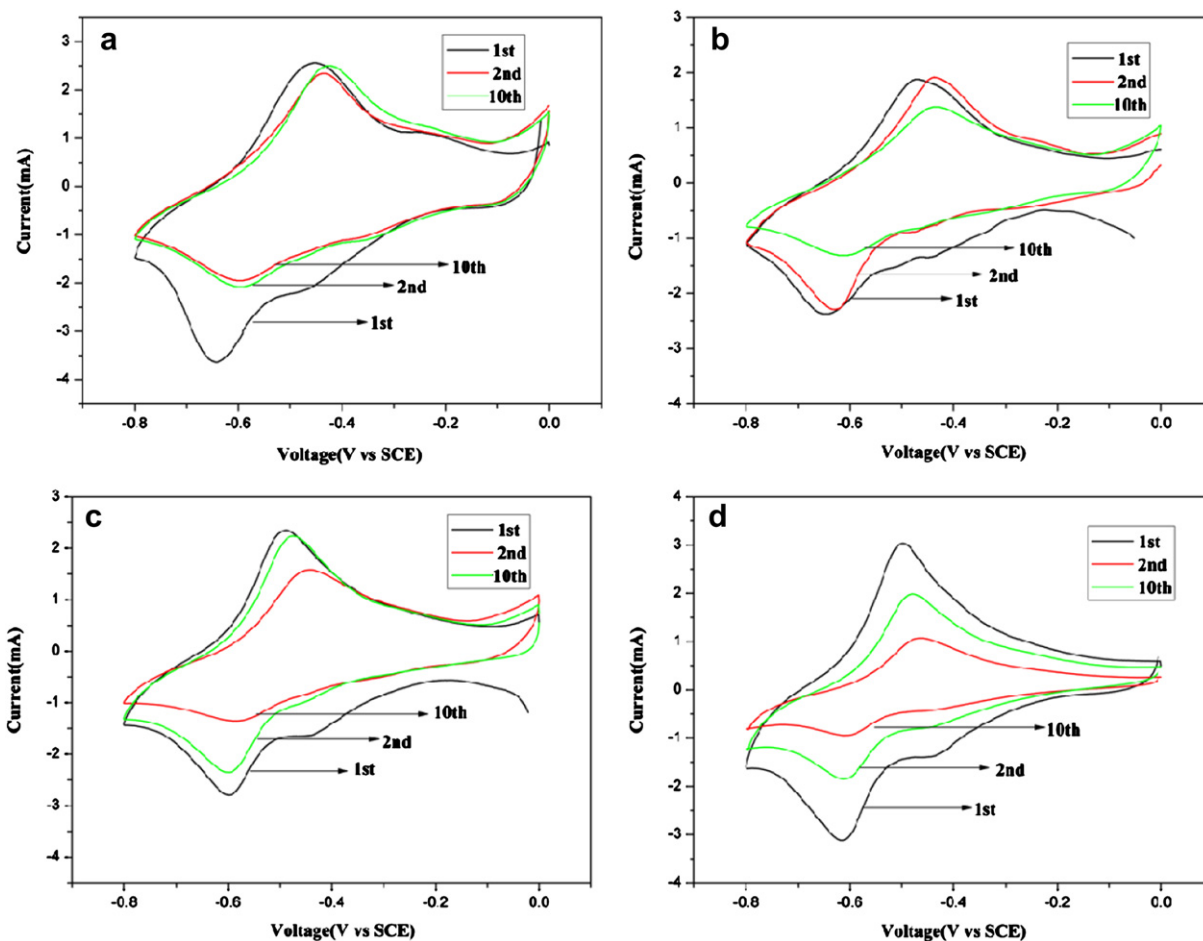 a
1st
2nd
10th
3
2
1
0
-1
-2
-3
-4
Current(mA)
10th
2nd
1st
-0.8
-0.6
-0.4
-0.2
0.0
Voltage(V vs SCE)
b
1st
2nd
10th
3
2
1
0
-1
-2
-3
-4
Current(mA)
10th
2nd
1st
-0.8
-0.6
-0.4
-0.2
0.0
Voltage(V vs SCE)
c
1st
2nd
10th
3
2
1
0
-1
-2
-3
-4
Current(mA)
10th
2nd
1st
-0.8
-0.6
-0.4
-0.2
0.0
Voltage(V vs SCE)
d
1st
2nd
10th
4
3
2
1
0
-1
-2
-3
-4
Current(mA)
10th
2nd
1st
-0.8
-0.6
-0.4
-0.2
0.0
Voltage(V vs SCE)